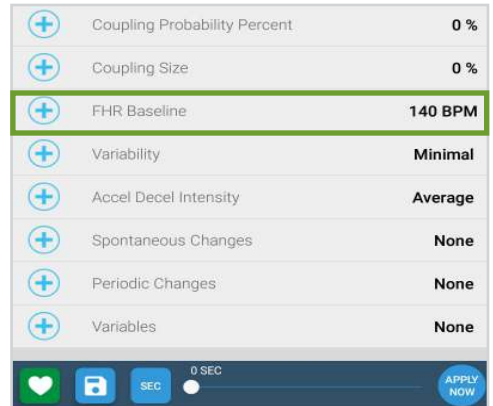 Coupling Probability Percent 0 %
Coupling Size 0 %
FHR Baseline 140 BPM
Variability Minimal
Accel Decel Intensity Average
Spontaneous Changes None
Periodic Changes None
Variables None
0 SEC
SEC
APPLY
NOW